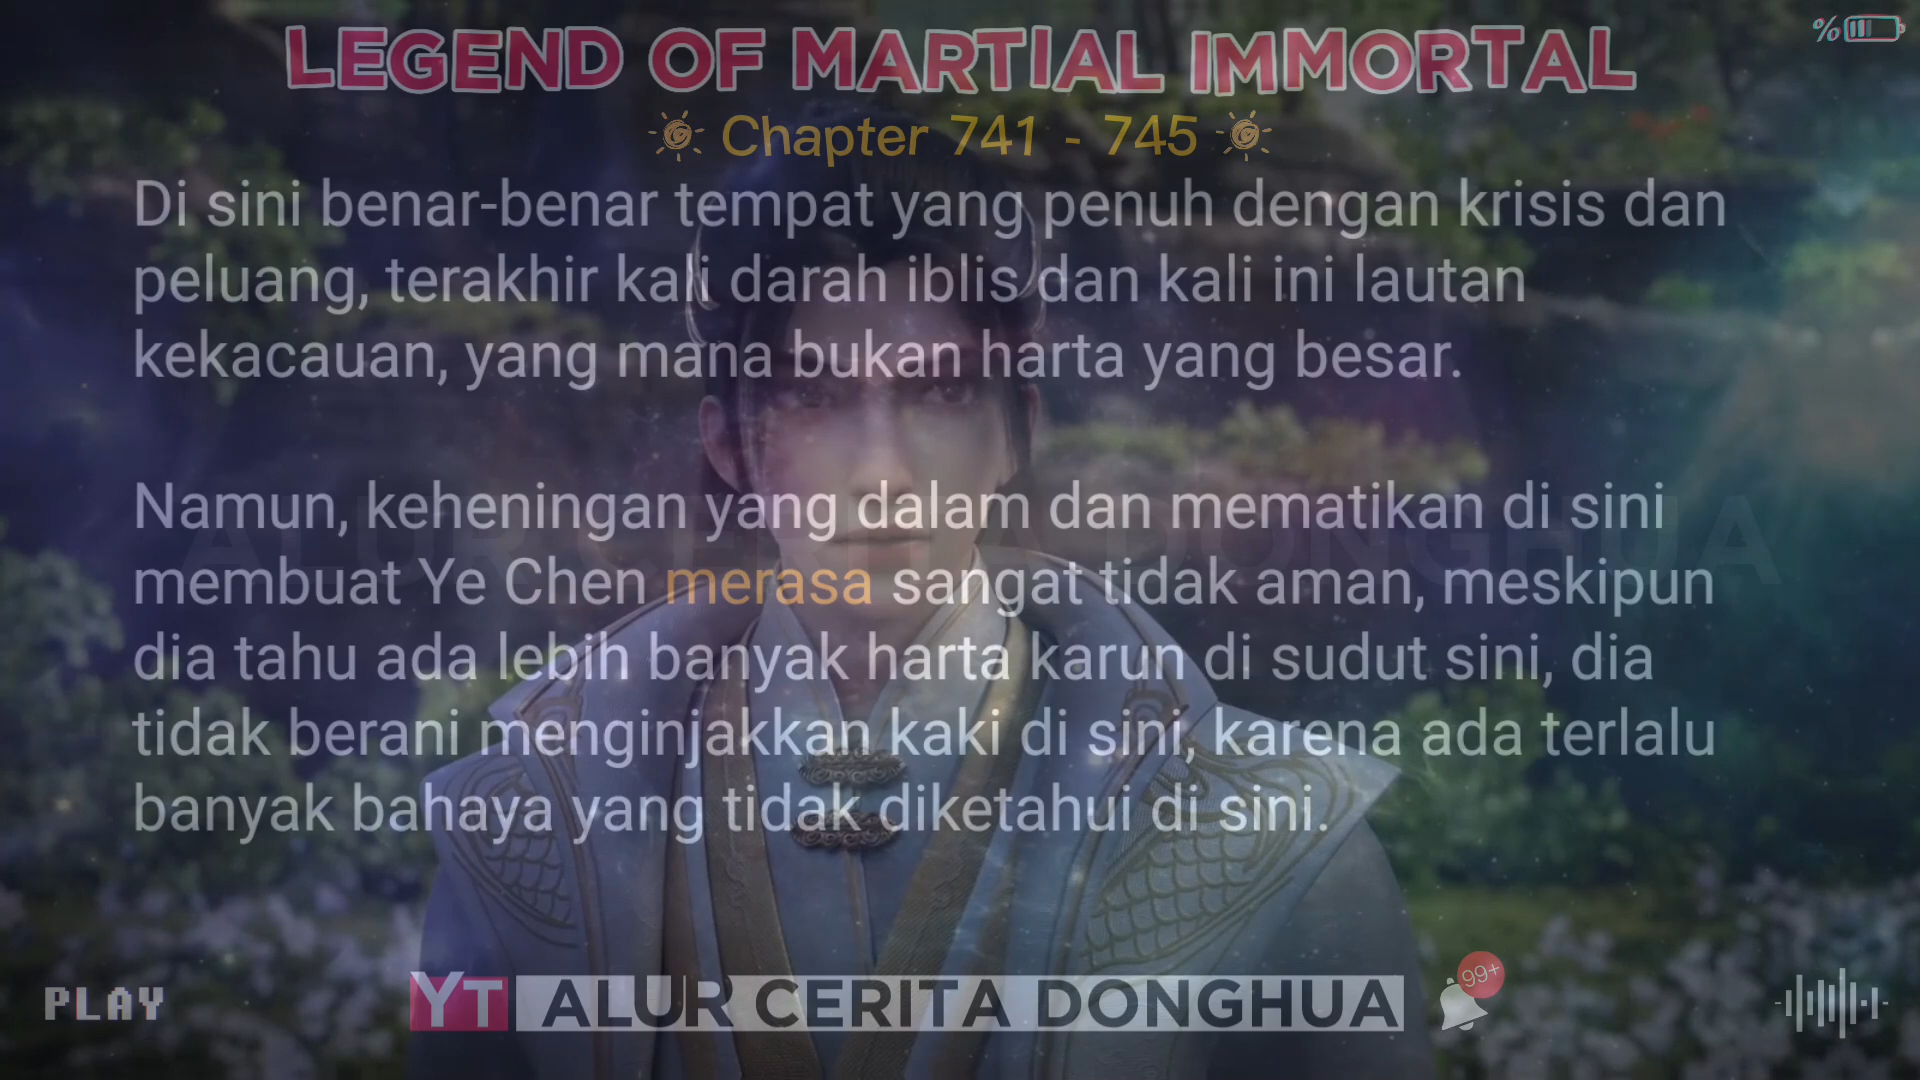 LEGEND OF MARTIAL IMMORTAL
%
Chapter 741 - 745
Di sini benar-benar tempat yang penuh dengan krisis dan
peluang, terakhir kali darah iblis dan kali ini lautan
kekacauan, yang mana bukan harta yang besar.
Namun, keheningan yang dalam dan mematikan di sini
membuat Ye Chen merasa sangat tidak aman, meskipun
dia tahu ada lebih banyak harta karun di sudut sini, dia
tidak berani menginjakkan kaki di sini, karena ada terlalu
banyak bahaya yang tidak diketahui di sini.
ALUR CERITA DONGHUA
PLAY
YT ALUR CERITA DONGHUA
99+